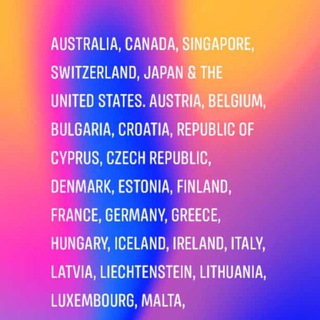 AUSTRALIA, CANADA, SINGAPORE,
SWITZERLAND, JAPAN & THE
UNITED STATES. AUSTRIA, BELGIUM,
BULGARIA, CROATIA, REPUBLIC OF
CYPRUS, CZECH REPUBLIC,
DENMARK, ESTONIA, FINLAND,
FRANCE, GERMANY, GREECE,
HUNGARY, ICELAND, IRELAND, ITALY,
LATVIA, LIECHTENSTEIN, LITHUANIA,
LUXEMBOURG, MALTA,